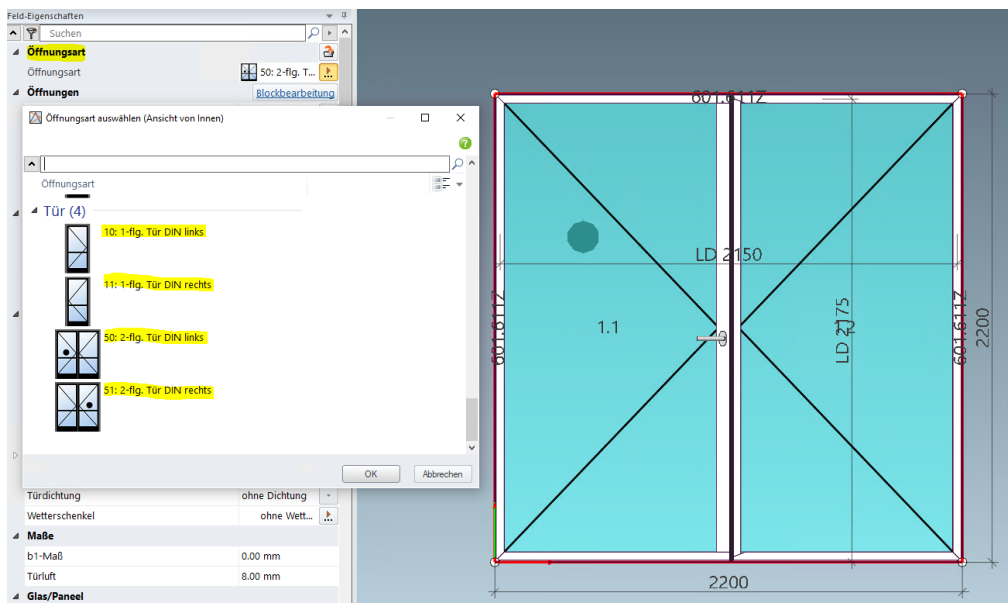 Feld-Eigenschaften
Suchen
Öffnungsart
Öffnungsart 50: 2-flg. T...
Öffnungen Blockbearbeitung
Öffnungsart auswählen (Ansicht von Innen)
Öffnungsart
Tür (4)
10: 1-flg. Tür DIN links
11: 1-flg. Tür DIN rechts
50: 2-flg. Tür DIN links
51: 2-flg. Tür DIN rechts
OK Abbrechen
Türdichtung ohne Dichtung
Wetterschenkel ohne Wett...
Maße
b1-Maß 0.00 mm
Türluft 8.00 mm
Glas/Paneel
601.611Z
LD 2150
601.611Z
1.1
LD 2175
601.611Z
2200
2200